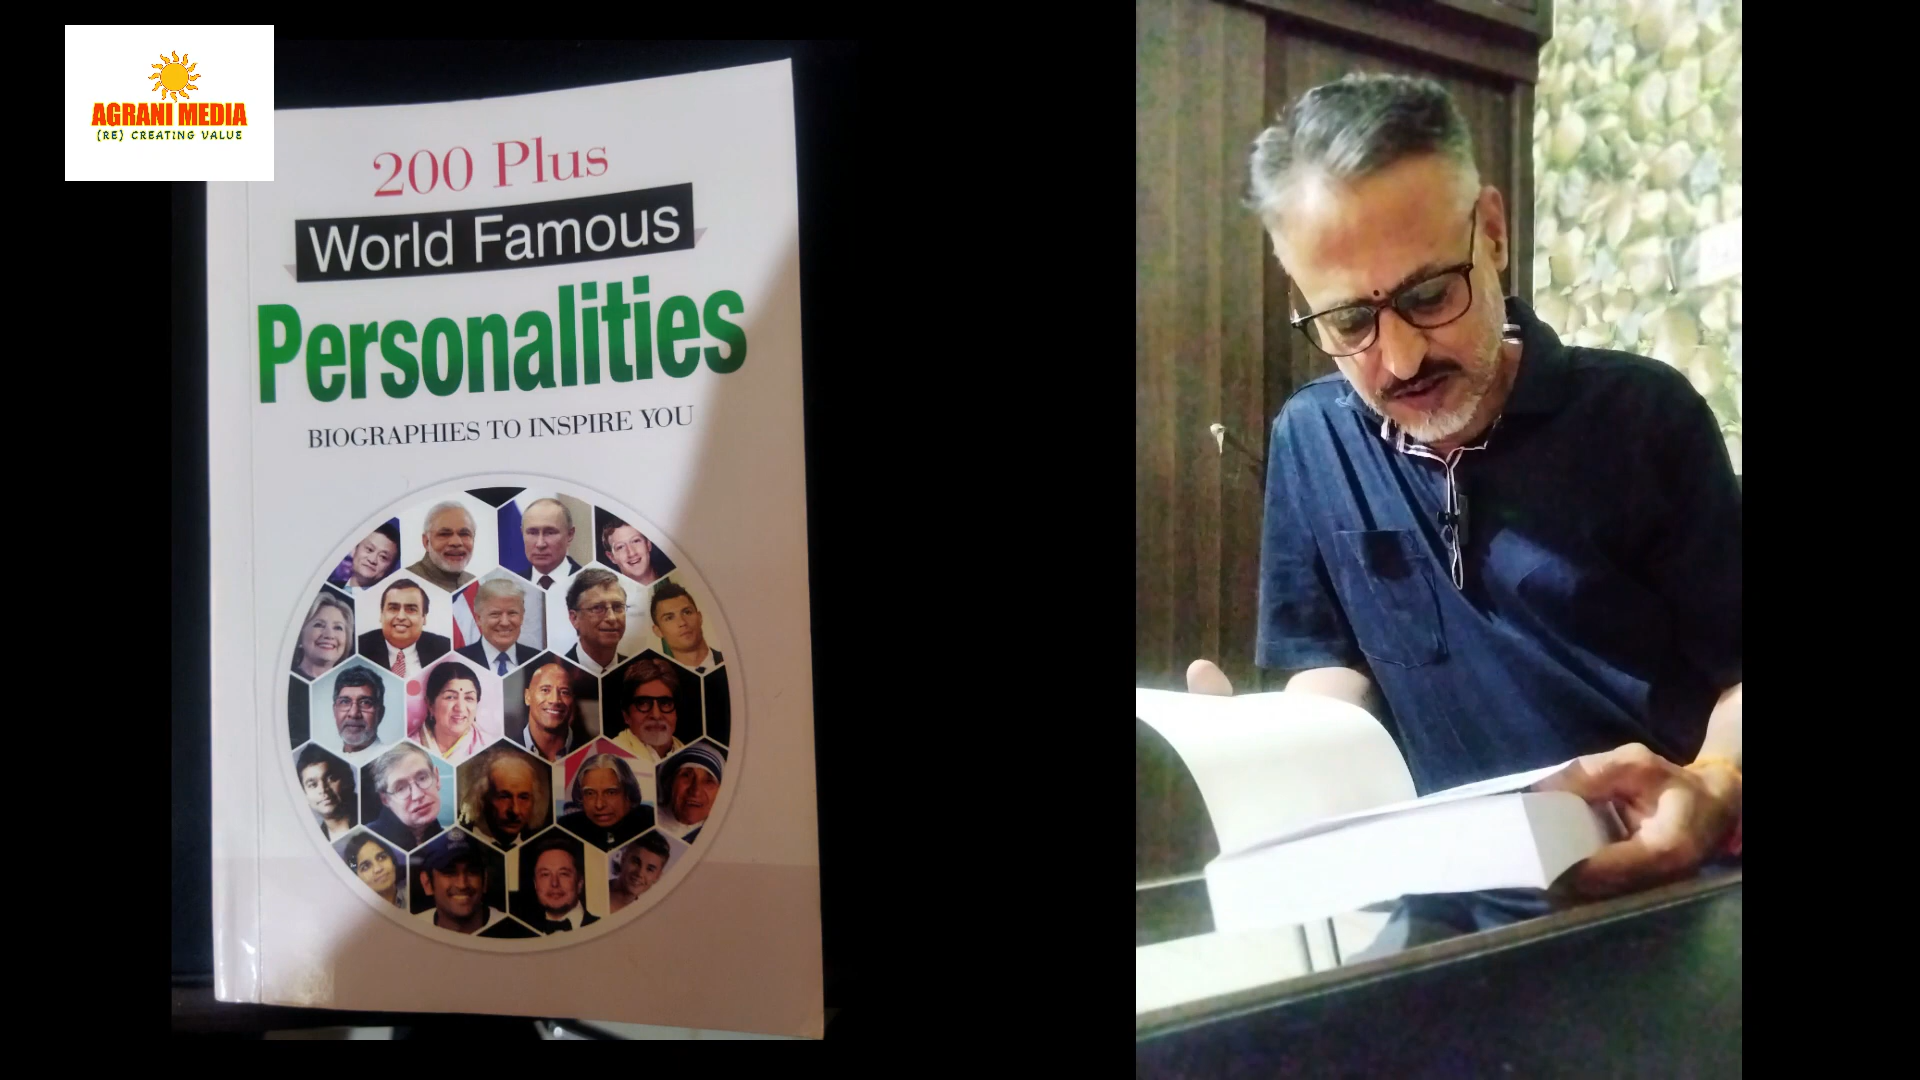 AGRANI MEDIA
(RE) CREATING VALUE
200 Plus
World Famous
Personalities
BIOGRAPHIES TO INSPIRE YOU